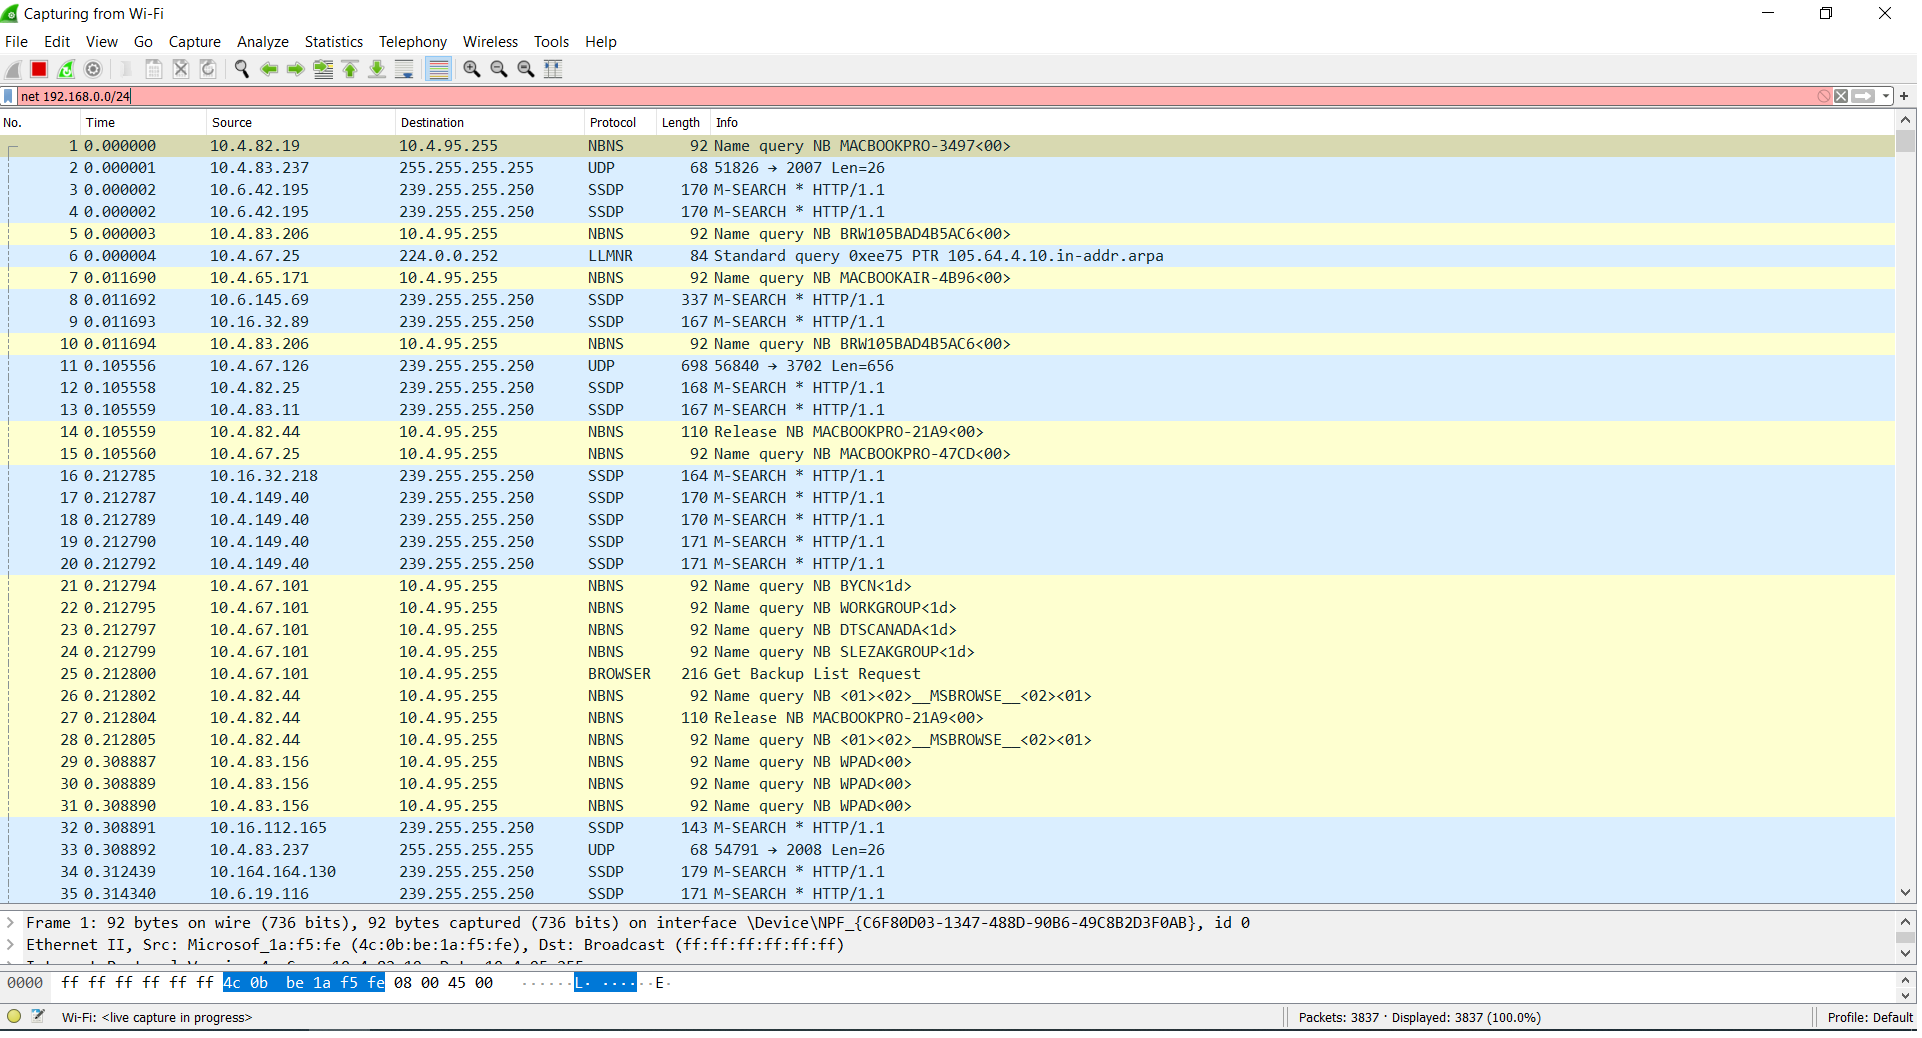 Capturing from Wi-Fi
File Edit View Go Capture Analyze Statistics Telephony Wireless Tools Help
net 192.168.0.0/24
No. Time Source Destination Protocol Length Info
1 0.000000 10.4.82.19 10.4.95.255 NBNS 92 Name query NB MACBOOKPRO-3497<00>
2 0.000001 10.4.83.237 255.255.255.255 UDP 68 51826 → 2007 Len=26
3 0.000002 10.6.42.195 239.255.255.250 SSDP 170 M-SEARCH * HTTP/1.1
4 0.000002 10.6.42.195 239.255.255.250 SSDP 170 M-SEARCH * HTTP/1.1
5 0.000003 10.4.83.206 10.4.95.255 NBNS 92 Name query NB BRW105BAD4B5AC6<00>
6 0.000004 10.4.67.25 224.0.0.252 LLMNR 84 Standard query 0xee75 PTR 105.64.4.10.in-addr.arpa
7 0.011690 10.4.65.171 10.4.95.255 NBNS 92 Name query NB MACBOOKAIR-4B96<00>
8 0.011692 10.6.145.69 239.255.255.250 SSDP 337 M-SEARCH * HTTP/1.1
9 0.011693 10.16.32.89 239.255.255.250 SSDP 167 M-SEARCH * HTTP/1.1
10 0.011694 10.4.83.206 10.4.95.255 NBNS 92 Name query NB BRW105BAD4B5AC6<00>
11 0.105556 10.4.67.126 239.255.255.250 UDP 698 56840 → 3702 Len=656
12 0.105558 10.4.82.25 239.255.255.250 SSDP 168 M-SEARCH * HTTP/1.1
13 0.105559 10.4.83.11 239.255.255.250 SSDP 167 M-SEARCH * HTTP/1.1
14 0.105559 10.4.82.44 10.4.95.255 NBNS 110 Release NB MACBOOKPRO-21A9<00>
15 0.105560 10.4.67.25 10.4.95.255 NBNS 92 Name query NB MACBOOKPRO-47CD<00>
16 0.212785 10.16.32.218 239.255.255.250 SSDP 164 M-SEARCH * HTTP/1.1
17 0.212787 10.4.149.40 239.255.255.250 SSDP 170 M-SEARCH * HTTP/1.1
18 0.212789 10.4.149.40 239.255.255.250 SSDP 170 M-SEARCH * HTTP/1.1
19 0.212790 10.4.149.40 239.255.255.250 SSDP 171 M-SEARCH * HTTP/1.1
20 0.212792 10.4.149.40 239.255.255.250 SSDP 171 M-SEARCH * HTTP/1.1
21 0.212794 10.4.67.101 10.4.95.255 NBNS 92 Name query NB BYCN<1d>
22 0.212795 10.4.67.101 10.4.95.255 NBNS 92 Name query NB WORKGROUP<1d>
23 0.212797 10.4.67.101 10.4.95.255 NBNS 92 Name query NB DTSCANADA<1d>
24 0.212799 10.4.67.101 10.4.95.255 NBNS 92 Name query NB SLEZAKGROUP<1d>
25 0.212800 10.4.67.101 10.4.95.255 BROWSER 216 Get Backup List Request
26 0.212802 10.4.82.44 10.4.95.255 NBNS 92 Name query NB <01><02>__MSBROWSE__<02><01>
27 0.212804 10.4.82.44 10.4.95.255 NBNS 110 Release NB MACBOOKPRO-21A9<00>
28 0.212805 10.4.82.44 10.4.95.255 NBNS 92 Name query NB <01><02>__MSBROWSE__<02><01>
29 0.308887 10.4.83.156 10.4.95.255 NBNS 92 Name query NB WPAD<00>
30 0.308889 10.4.83.156 10.4.95.255 NBNS 92 Name query NB WPAD<00>
31 0.308890 10.4.83.156 10.4.95.255 NBNS 92 Name query NB WPAD<00>
32 0.308891 10.16.112.165 239.255.255.250 SSDP 143 M-SEARCH * HTTP/1.1
33 0.308892 10.4.83.237 255.255.255.255 UDP 68 54791 → 2008 Len=26
34 0.312439 10.164.164.130 239.255.255.250 SSDP 179 M-SEARCH * HTTP/1.1
35 0.314340 10.6.19.116 239.255.255.250 SSDP 171 M-SEARCH * HTTP/1.1
Frame 1: 92 bytes on wire (736 bits), 92 bytes captured (736 bits) on interface \Device\NPF_{C6F80D03-1347-488D-90B6-49C8B2D3F0AB}, id 0
Ethernet II, Src: Microsof_1a:f5:fe (4c:0b:be:1a:f5:fe), Dst: Broadcast (ff:ff:ff:ff:ff:ff)
0000 ff ff ff ff ff ff 4c 0b be 1a f5 fe 08 00 45 00 ······L· ······E·
Wi-Fi: <live capture in progress> Packets: 3837 · Displayed: 3837 (100.0%) Profile: Default